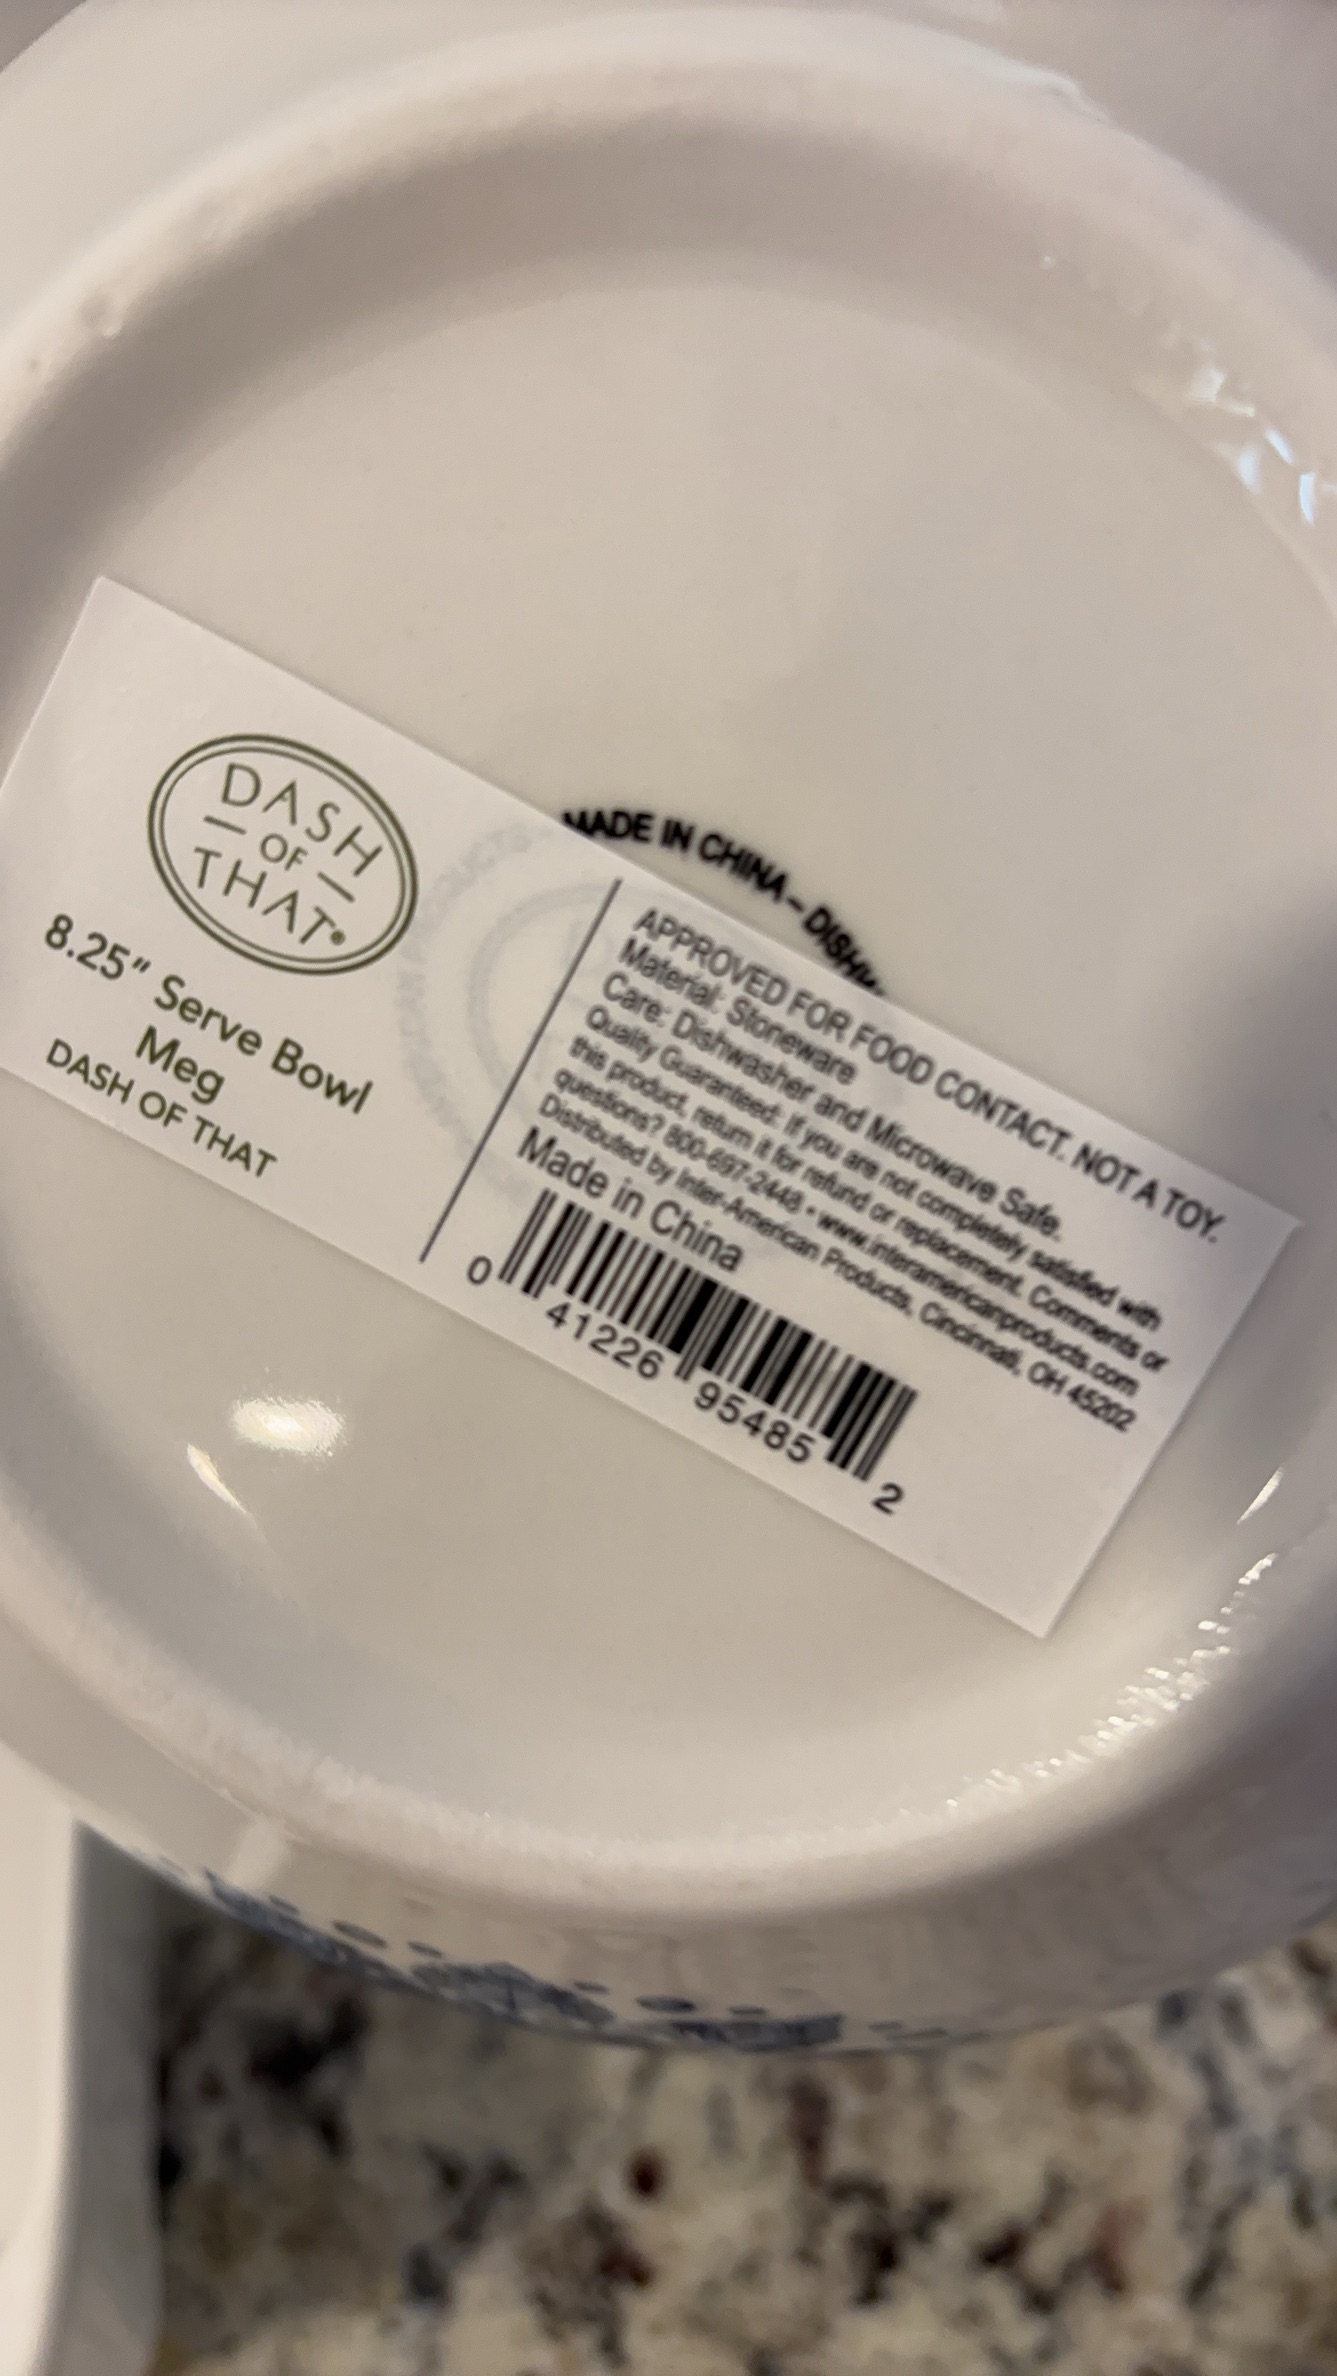 MADE IN CHINA – DISHW
DASH
OF
THAT®
8.25" Serve Bowl
Meg
DASH OF THAT
APPROVED FOR FOOD CONTACT. NOT A TOY.
Material: Stoneware
Care: Dishwasher and Microwave Safe.
Quality Guaranteed: If you are not completely satisfied with
this product, return it for refund or replacement. Comments or
questions? 800-697-2448 • www.interamericanproducts.com
Distributed by Inter-American Products, Cincinnati, OH 45202
Made in China
0 41226 95485 2